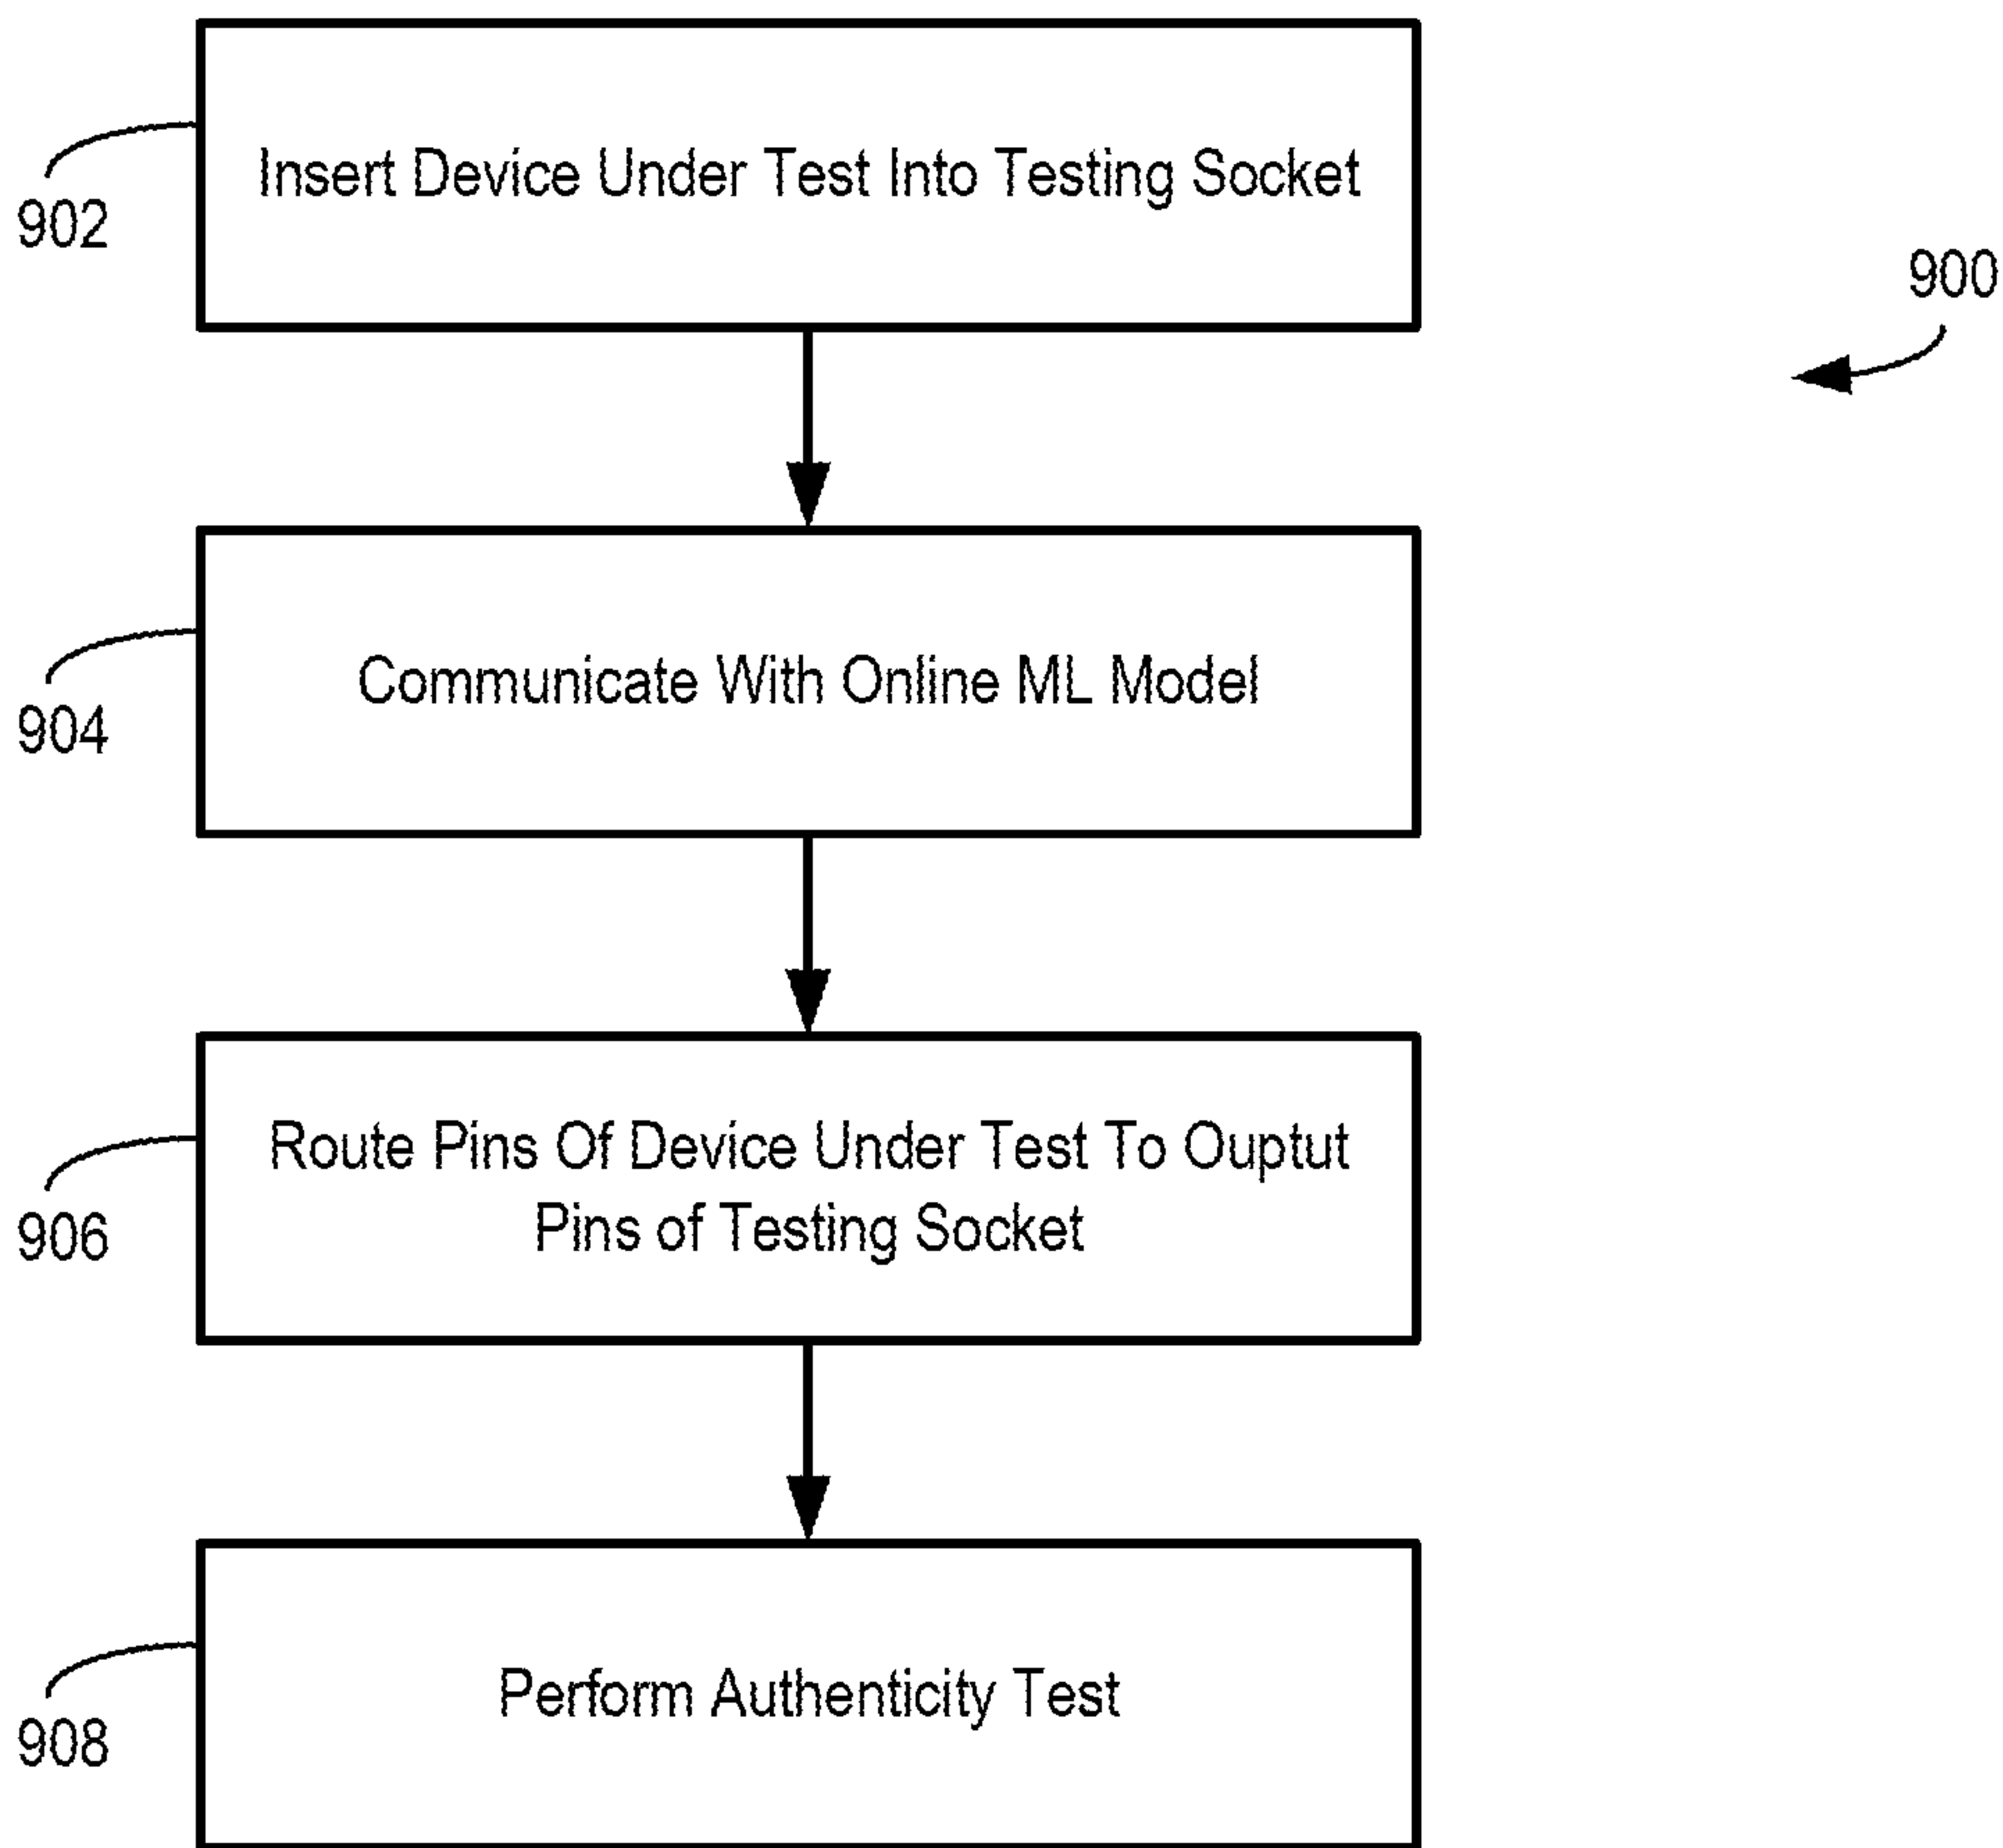 Insert Device Under Test Into Testing Socket
902
900
Communicate With Online ML Model
904
Route Pins Of Device Under Test To Ouptut
Pins of Testing Socket
906
Perform Authenticity Test
908